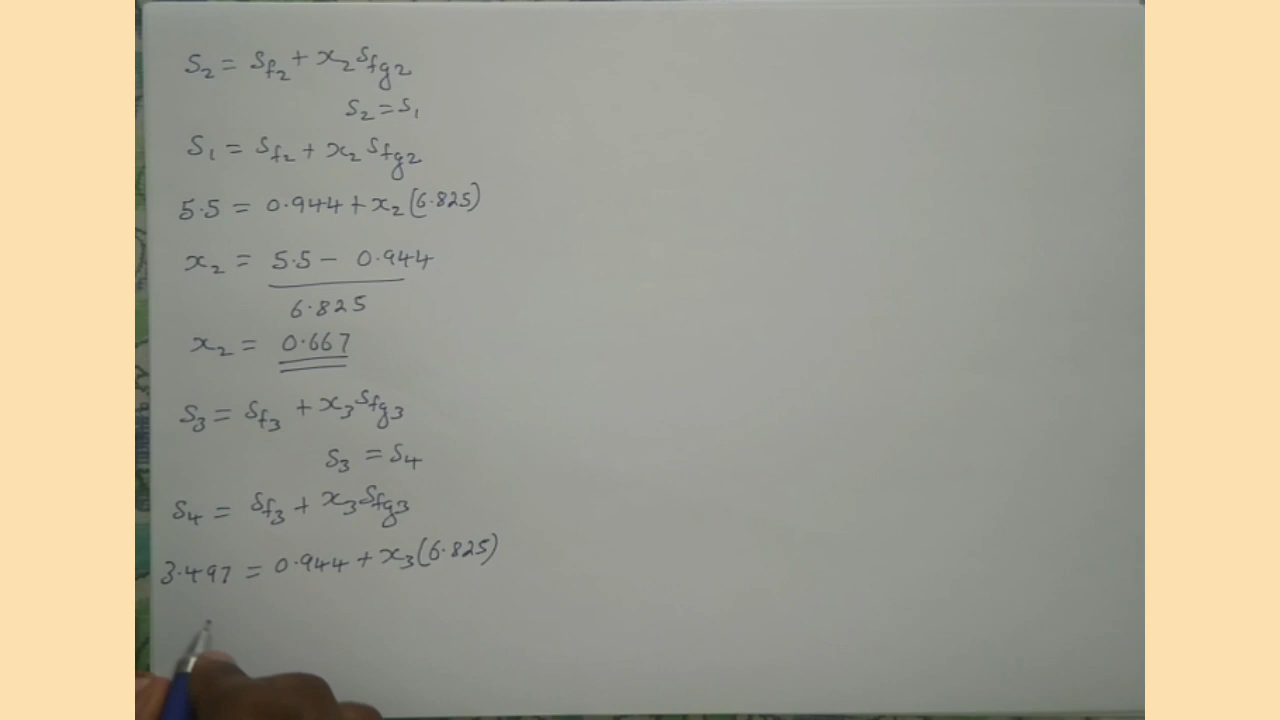 S₂ = Sf₂ + x₂ Sfg₂
S₂ = S₁
S₁ = Sf₂ + x₂ Sfg₂
5.5 = 0.944 + x₂ (6.825)
x₂ = 5.5 - 0.944
6.825
x₂ = 0.667
S₃ = Sf₃ + x₃ Sfg₃
S₃ = S₄
S₄ = Sf₃ + x₃ Sfg₃
3.497 = 0.944 + x₃ (6.825)